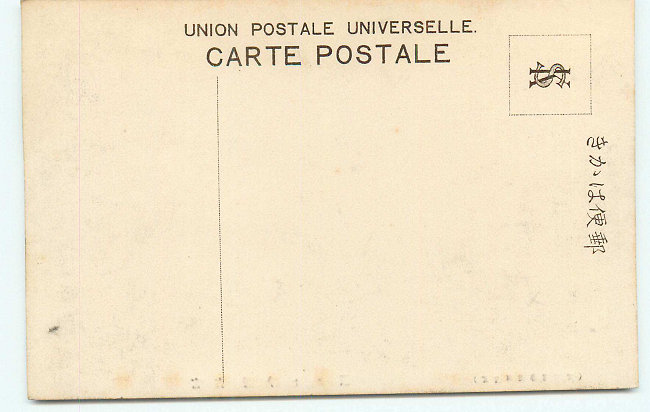 UNION POSTALE UNIVERSELLE.
CARTE POSTALE
郵便はかき